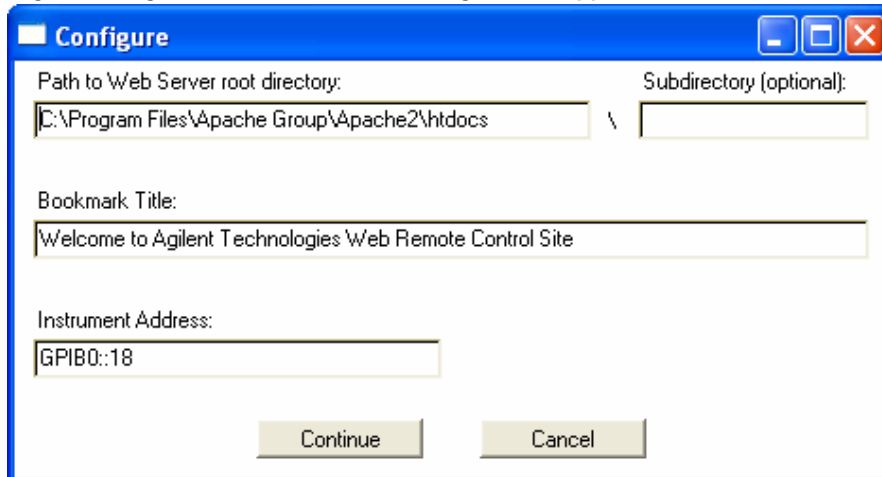 Configure
Path to Web Server root directory: Subdirectory (optional):
C:\Program Files\Apache Group\Apache2\htdocs \
Bookmark Title:
Welcome to Agilent Technologies Web Remote Control Site
Instrument Address:
GPIB0::18
Continue Cancel